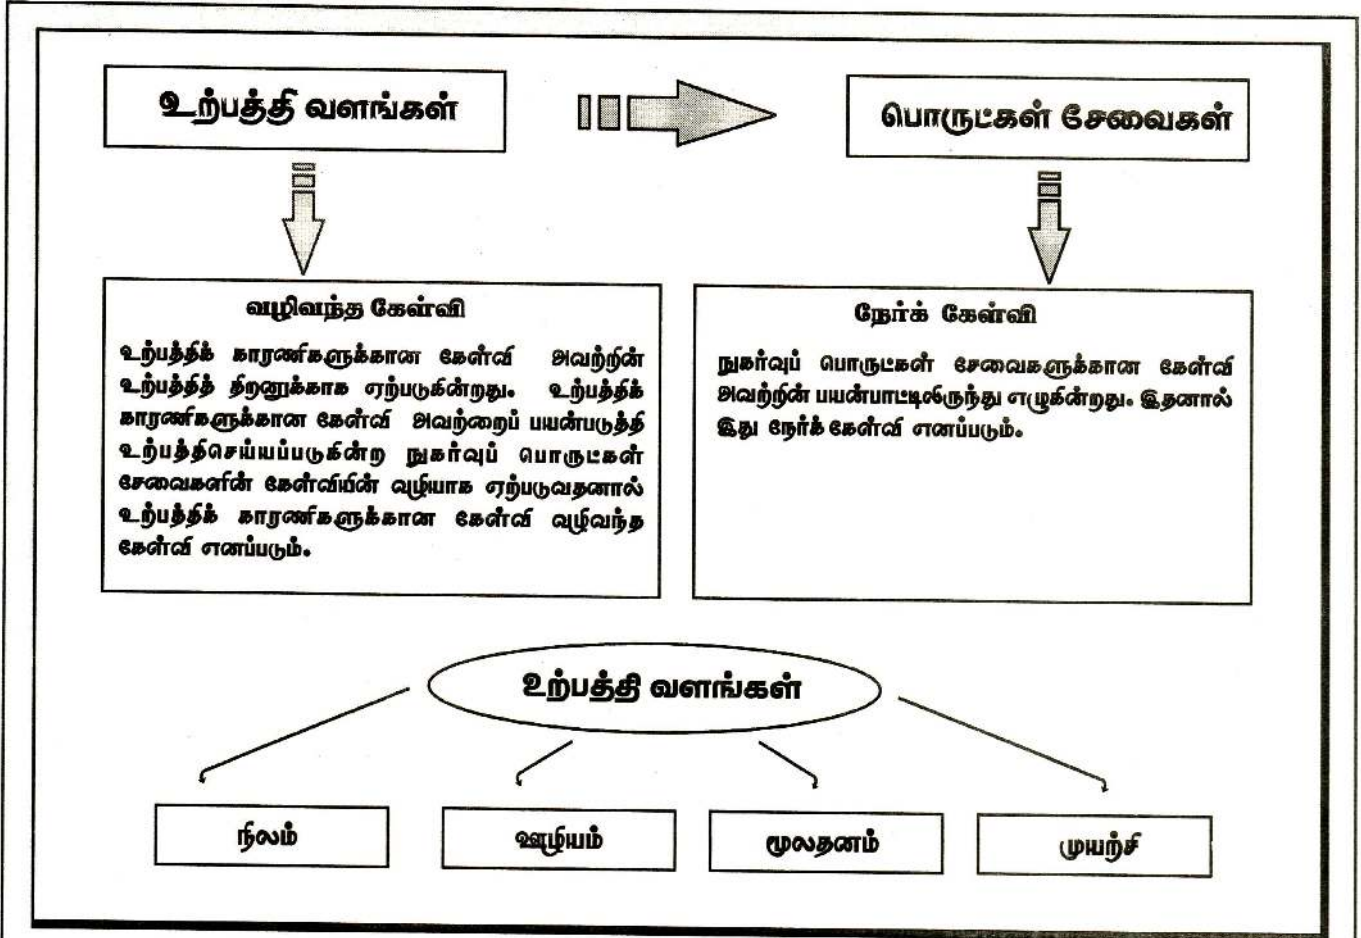 உற்பத்தி வளங்கள்
பொருட்கள் சேவைகள்
வழிவந்த கேள்வி
உற்பத்திக் காரணிகளுக்கான கேள்வி அவற்றின்
உற்பத்தித் திறனுக்காக ஏற்படுகின்றது. உற்பத்திக்
காரணிகளுக்கான கேள்வி அவற்றைப் பயன்படுத்தி
உற்பத்திசெய்யப்படுகின்ற நுகர்வுப் பொருட்கள்
சேவைகளின் கேள்வியின் வழியாக ஏற்படுவதனால்
உற்பத்திக் காரணிகளுக்கான கேள்வி வழிவந்த
கேள்வி எனப்படும்.
நேர்க் கேள்வி
நுகர்வுப் பொருட்கள் சேவைகளுக்கான கேள்வி
அவற்றின் பயன்பாட்டிலிருந்து எழுகின்றது. இதனால்
இது நேர்க் கேள்வி எனப்படும்.
உற்பத்தி வளங்கள்
நிலம்
ஊழியம்
மூலதனம்
முயற்சி